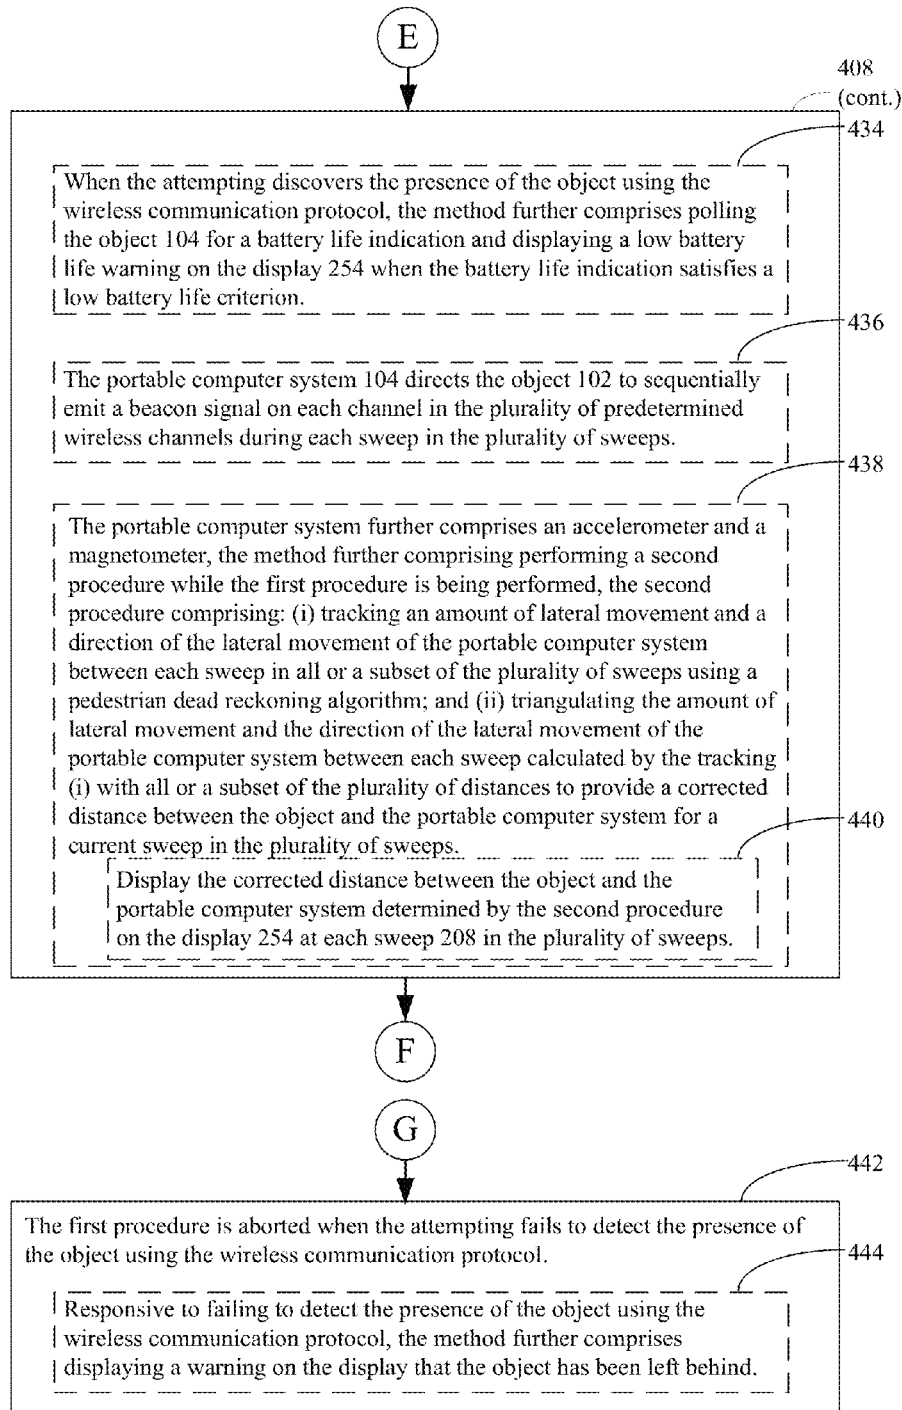 E
408
(cont.)
434
When the attempting discovers the presence of the object using the
wireless communication protocol, the method further comprises polling
the object 104 for a battery life indication and displaying a low battery
life warning on the display 254 when the battery life indication satisfies a
low battery life criterion.
436
The portable computer system 104 directs the object 102 to sequentially
emit a beacon signal on each channel in the plurality of predetermined
wireless channels during each sweep in the plurality of sweeps.
438
The portable computer system further comprises an accelerometer and a
magnetometer, the method further comprising performing a second
procedure while the first procedure is being performed, the second
procedure comprising: (i) tracking an amount of lateral movement and a
direction of the lateral movement of the portable computer system
between each sweep in all or a subset of the plurality of sweeps using a
pedestrian dead reckoning algorithm; and (ii) triangulating the amount of
lateral movement and the direction of the lateral movement of the
portable computer system between each sweep calculated by the tracking
(i) with all or a subset of the plurality of distances to provide a corrected
distance between the object and the portable computer system for a
current sweep in the plurality of sweeps.
440
Display the corrected distance between the object and the
portable computer system determined by the second procedure
on the display 254 at each sweep 208 in the plurality of sweeps.
F
G
442
The first procedure is aborted when the attempting fails to detect the presence of
the object using the wireless communication protocol.
444
Responsive to failing to detect the presence of the object using the
wireless communication protocol, the method further comprises
displaying a warning on the display that the object has been left behind.